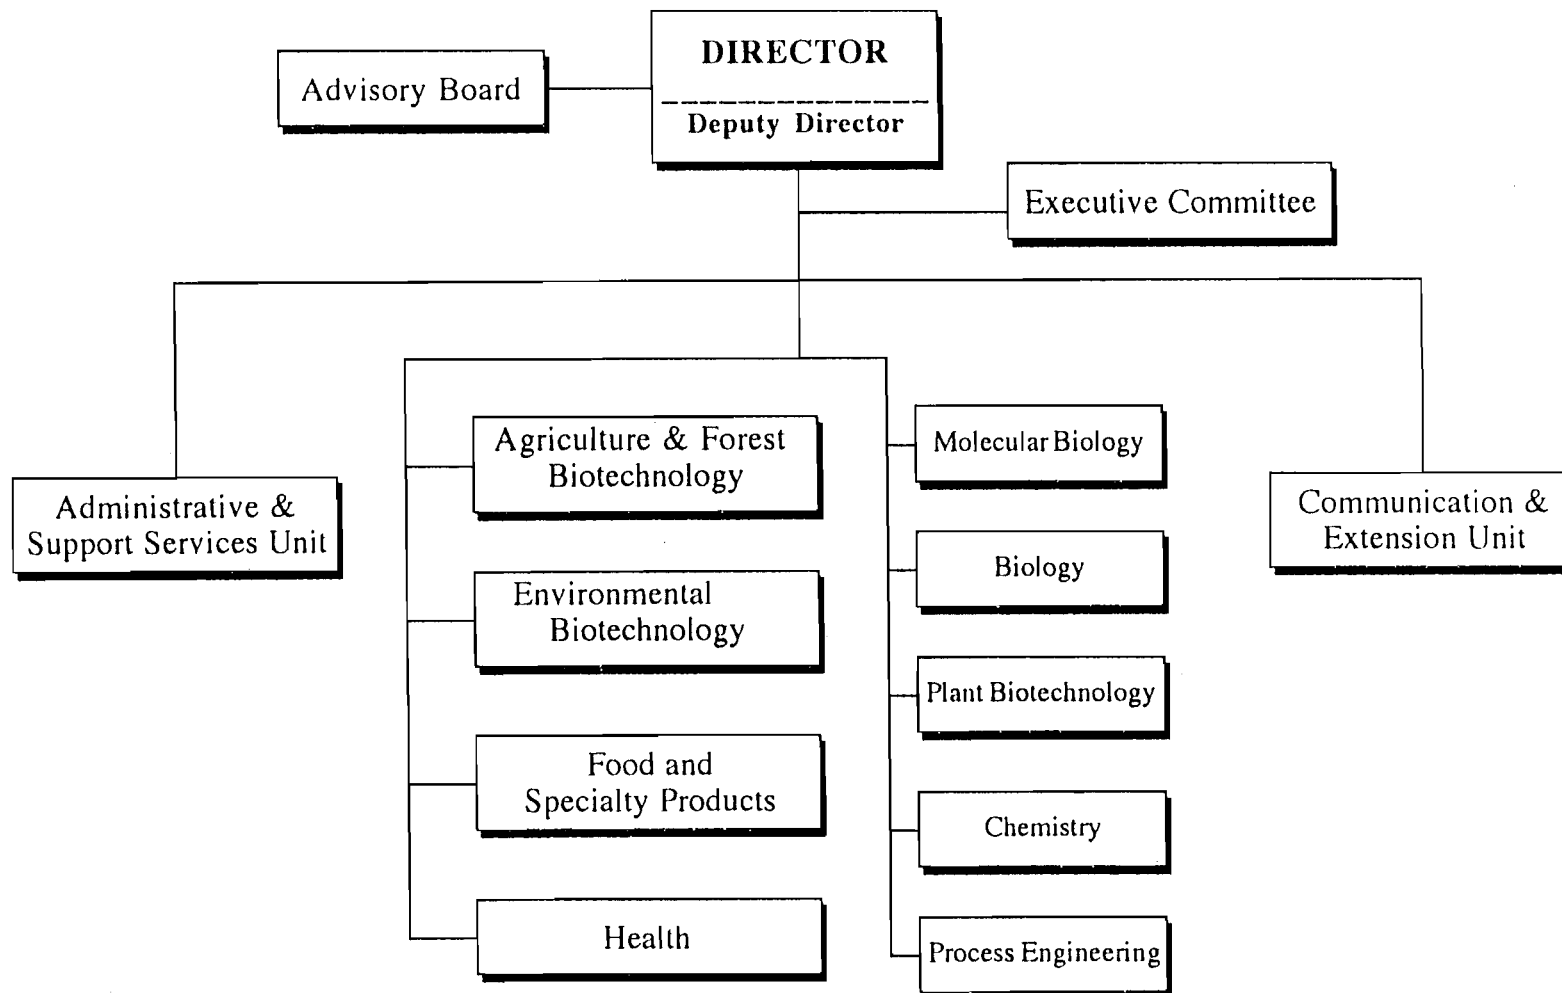 DIRECTOR
Deputy Director
Advisory Board
Executive Committee
Administrative &
Support Services Unit
Agriculture & Forest
Biotechnology
Environmental
Biotechnology
Food and
Specialty Products
Health
Molecular Biology
Biology
Plant Biotechnology
Chemistry
Process Engineering
Communication &
Extension Unit